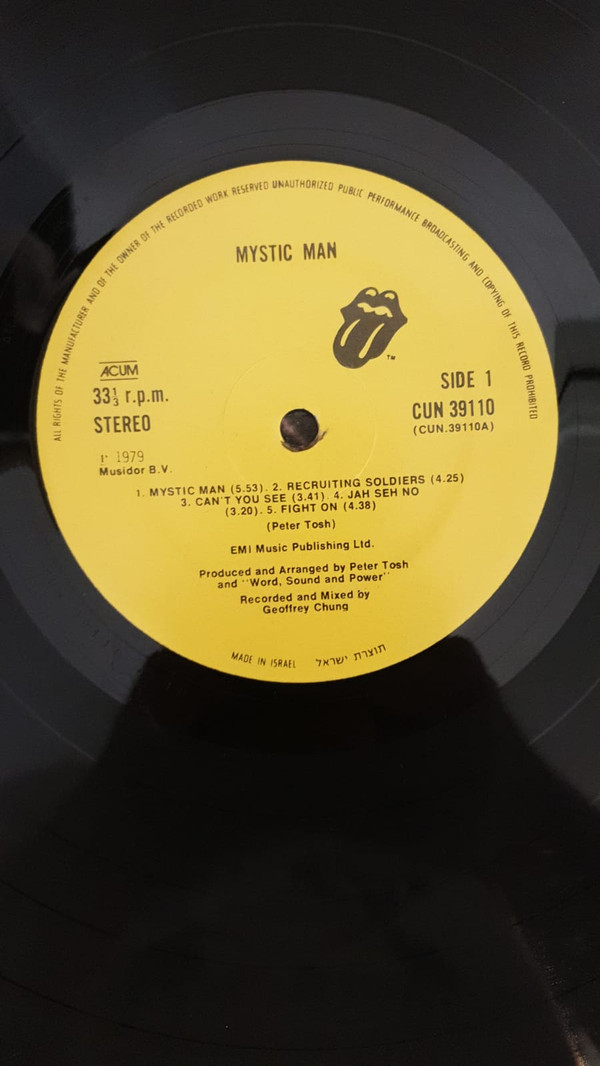 ALL RIGHTS OF THE MANUFACTURER AND OF THE OWNER OF THE RECORDED WORK RESERVED UNAUTHORIZED PUBLIC PERFORMANCE BROADCASTING AND COPYING OF THIS RECORD PROHIBITED
MYSTIC MAN
TM
ACUM
33⅓ r.p.m.
STEREO
SIDE 1
CUN 39110
(CUN.39110A)
P 1979
Musidor B.V.
1. MYSTIC MAN (5.53). 2. RECRUITING SOLDIERS (4.25)
3. CAN'T YOU SEE (3.41). 4. JAH SEH NO
(3.20). 5. FIGHT ON (4.38)
(Peter Tosh)
EMI Music Publishing Ltd.
Produced and Arranged by Peter Tosh
and "Word, Sound and Power"
Recorded and Mixed by
Geoffrey Chung
MADE IN ISRAEL תוצרת ישראל